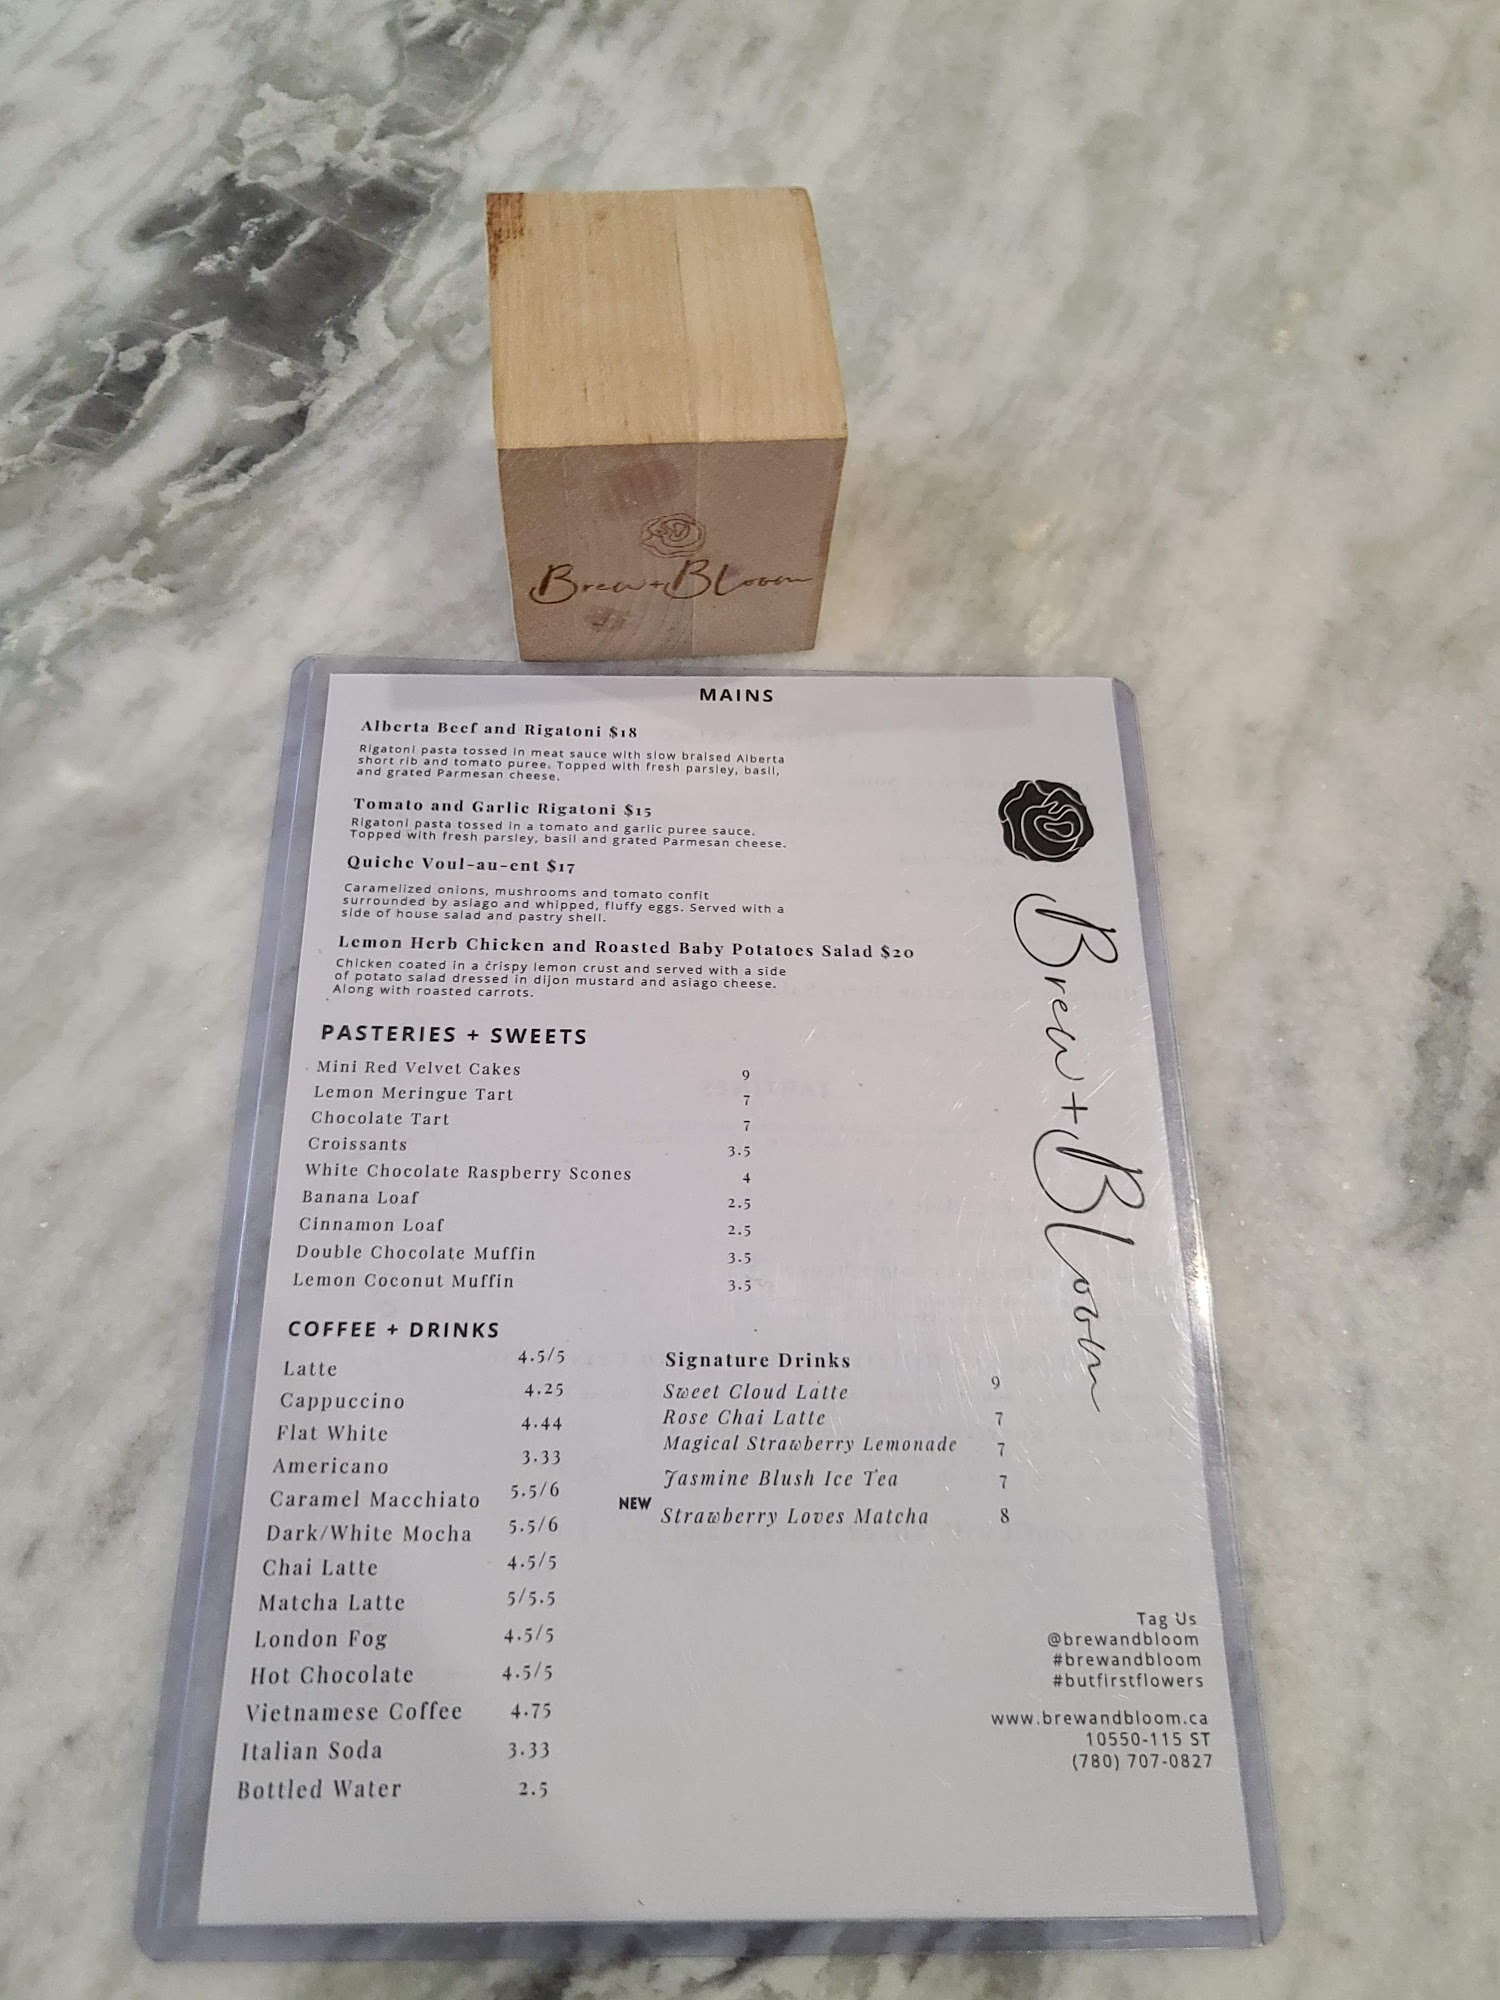 Brew+Bloom
MAINS
Alberta Beef and Rigatoni $18
Rigatoni pasta tossed in meat sauce with slow braised Alberta
short rib and tomato puree. Topped with fresh parsley, basil,
and grated Parmesan cheese.
Tomato and Garlic Rigatoni $15
Rigatoni pasta tossed in a tomato and garlic puree sauce.
Topped with fresh parsley, basil and grated Parmesan cheese.
Quiche Voul-au-ent $17
Caramelized onions, mushrooms and tomato confit
surrounded by asiago and whipped, fluffy eggs. Served with a
side of house salad and pastry shell.
Lemon Herb Chicken and Roasted Baby Potatoes Salad $20
Chicken coated in a crispy lemon crust and served with a side
of potato salad dressed in dijon mustard and asiago cheese.
Along with roasted carrots.
Brew+Bloom
PASTERIES + SWEETS
Mini Red Velvet Cakes 9
Lemon Meringue Tart 7
Chocolate Tart 7
Croissants 3.5
White Chocolate Raspberry Scones 4
Banana Loaf 2.5
Cinnamon Loaf 2.5
Double Chocolate Muffin 3.5
Lemon Coconut Muffin 3.5
COFFEE + DRINKS
Latte 4.5/5
Cappuccino 4.25
Flat White 4.44
Americano 3.33
Caramel Macchiato 5.5/6
Dark/White Mocha 5.5/6
Chai Latte 4.5/5
Matcha Latte 5/5.5
London Fog 4.5/5
Hot Chocolate 4.5/5
Vietnamese Coffee 4.75
Italian Soda 3.33
Bottled Water 2.5
Signature Drinks
Sweet Cloud Latte 9
Rose Chai Latte 7
Magical Strawberry Lemonade 7
Jasmine Blush Ice Tea 7
NEW Strawberry Loves Matcha 8
Tag Us
@brewandbloom
#brewandbloom
#butfirstflowers
www.brewandbloom.ca
10550-115 ST
(780) 707-0827